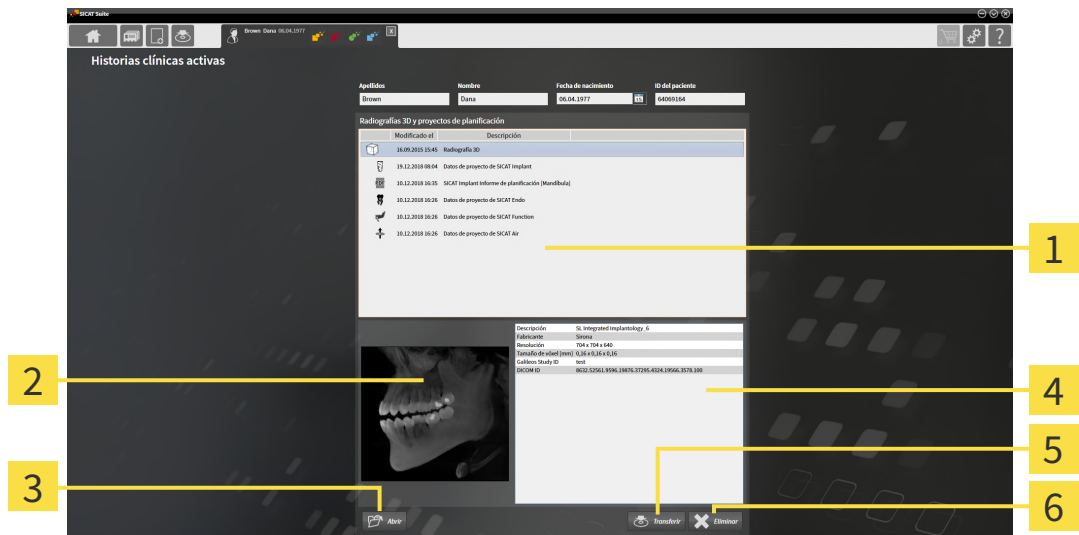 SICAT Suite
Brown Dana 06.04.1977
x
?
Historias clínicas activas
Apellidos Nombre Fecha de nacimiento ID del paciente
Brown Dana 06.04.1977 15 64069164
Radiografías 3D y proyectos de planificación
Modificado el Descripción
16.09.2015 15:45 Radiografía 3D
19.12.2018 08:04 Datos de proyecto de SICAT Implant
10.12.2018 16:35 SICAT Implant Informe de planificación (Mandíbula)
10.12.2018 16:26 Datos de proyecto de SICAT Endo
10.12.2018 16:26 Datos de proyecto de SICAT Function
10.12.2018 16:26 Datos de proyecto de SICAT Air
1
Descripción SL Integrated Implantology_6
Fabricante Sirona
Resolución 704 x 704 x 640
Tamaño de vóxel (mm) 0,16 x 0,16 x 0,16
Galileos Study ID test
DICOM ID 8632.52561.9596.19876.37295.4324.19566.3578.100
2
4
5
3
6
Abrir Transferir Eliminar